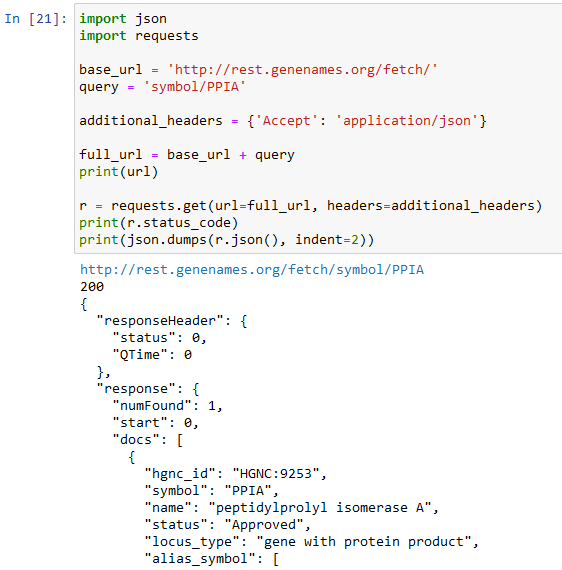 In [21]: import json
import requests
base_url = 'http://rest.genenames.org/fetch/'
query = 'symbol/PPIA'
additional_headers = {'Accept': 'application/json'}
full_url = base_url + query
print(url)
r = requests.get(url=full_url, headers=additional_headers)
print(r.status_code)
print(json.dumps(r.json(), indent=2))
http://rest.genenames.org/fetch/symbol/PPIA
200
{
  "responseHeader": {
    "status": 0,
    "QTime": 0
  },
  "response": {
    "numFound": 1,
    "start": 0,
    "docs": [
      {
        "hgnc_id": "HGNC:9253",
        "symbol": "PPIA",
        "name": "peptidylprolyl isomerase A",
        "status": "Approved",
        "locus_type": "gene with protein product",
        "alias_symbol": [